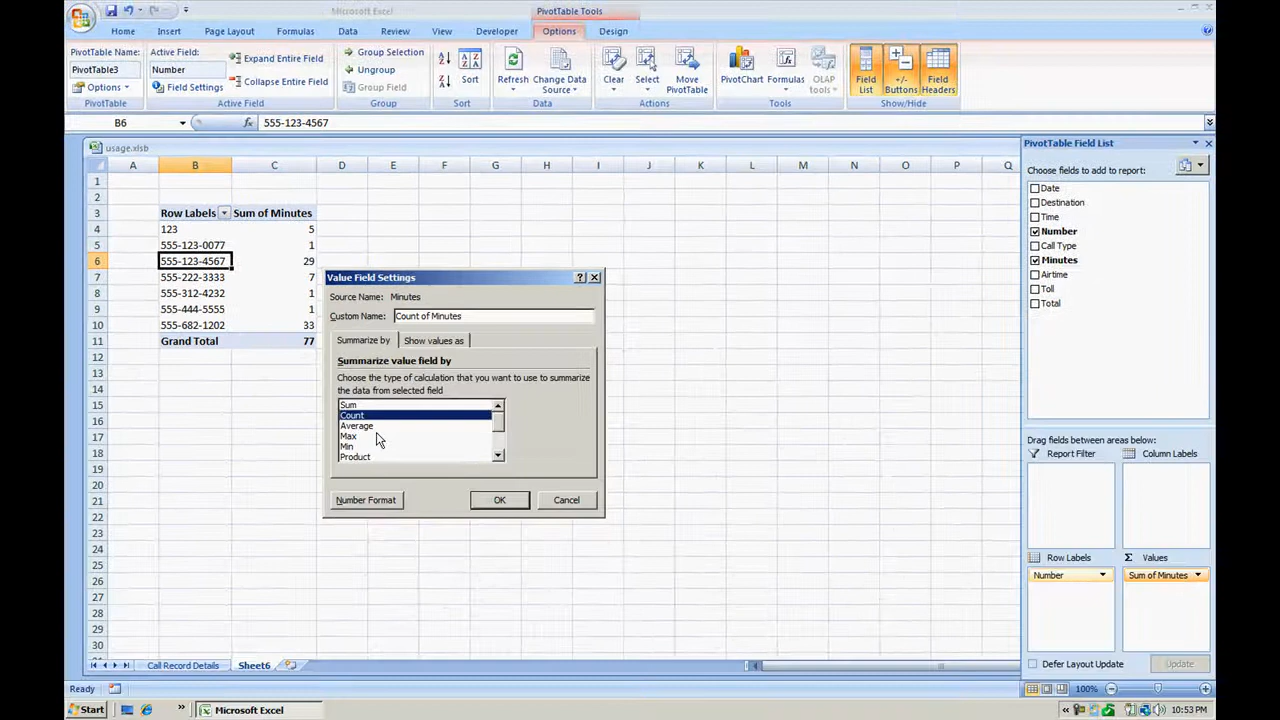 Microsoft Excel
PivotTable Tools
Home Insert Page Layout Formulas Data Review View Developer Options Design
PivotTable Name: Active Field: Expand Entire Field Group Selection
PivotTable3 Number Collapse Entire Field Ungroup
Options Field Settings Group Field
Sort Refresh Change Data Source Clear Select Move PivotTable PivotChart Formulas OLAP tools Field List +/- Buttons Field Headers
PivotTable Active Field Group Sort Data Actions Tools Show/Hide
B6 fx 555-123-4567
usage.xlsb
A B C D E F G H I J K L M N O P Q
1
2
3 Row Labels Sum of Minutes
4 123 5
5 555-123-0077 1
6 555-123-4567 29
7 555-222-3333 7
8 555-312-4232 1
9 555-444-5555 1
10 555-682-1202 33
11 Grand Total 77
12
13
14
15
16
17
18
19
20
21
22
23
24
25
26
27
28
29
30
Value Field Settings
Source Name: Minutes
Custom Name: Count of Minutes
Summarize by Show values as
Summarize value field by
Choose the type of calculation that you want to use to summarize
the data from selected field
Sum
Count
Average
Max
Min
Product
Number Format OK Cancel
PivotTable Field List
Choose fields to add to report:
Date
Destination
Time
Number
Call Type
Minutes
Airtime
Toll
Total
Drag fields between areas below:
Report Filter Column Labels
Row Labels Σ Values
Number Sum of Minutes
Defer Layout Update Update
Call Record Details Sheet6
Ready 100%
Start Microsoft Excel 10:53 PM